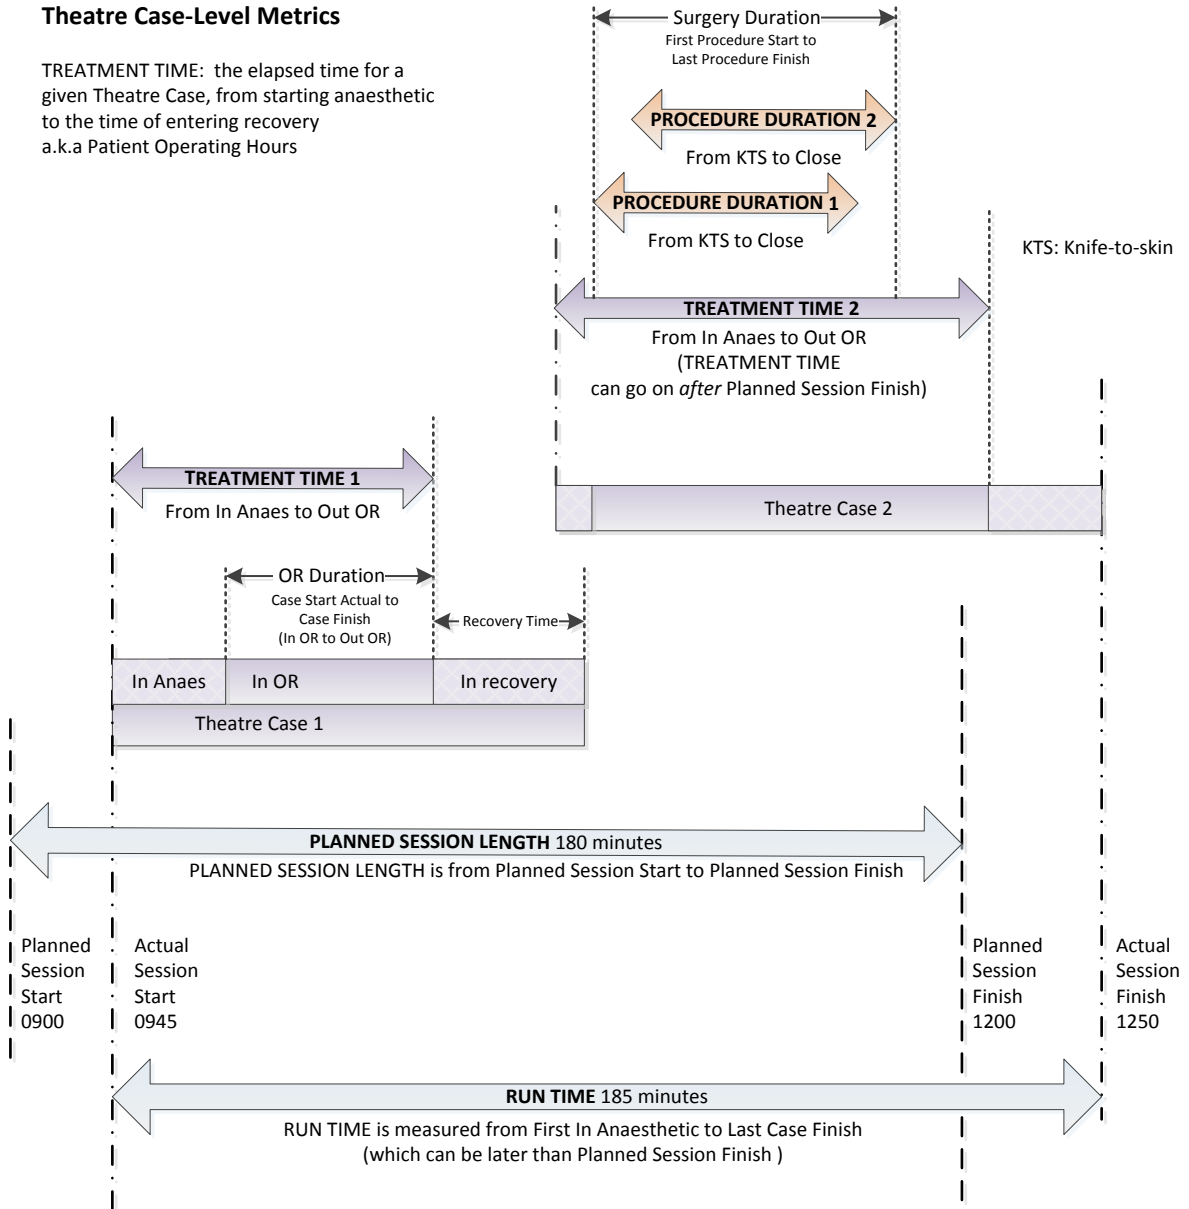 Theatre Case-Level Metrics
TREATMENT TIME:  the elapsed time for a
given Theatre Case, from starting anaesthetic
to the time of entering recovery
a.k.a Patient Operating Hours
Surgery Duration
First Procedure Start to
Last Procedure Finish
PROCEDURE DURATION 2
From KTS to Close
PROCEDURE DURATION 1
From KTS to Close
KTS: Knife-to-skin
TREATMENT TIME 2
From In Anaes to Out OR
(TREATMENT TIME
can go on after Planned Session Finish)
TREATMENT TIME 1
From In Anaes to Out OR
Theatre Case 2
OR Duration
Case Start Actual to
Case Finish
(In OR to Out OR)
Recovery Time
In Anaes
In OR
In recovery
Theatre Case 1
PLANNED SESSION LENGTH 180 minutes
PLANNED SESSION LENGTH is from Planned Session Start to Planned Session Finish
Planned
Session
Start
0900
Actual
Session
Start
0945
Planned
Session
Finish
1200
Actual
Session
Finish
1250
RUN TIME 185 minutes
RUN TIME is measured from First In Anaesthetic to Last Case Finish
(which can be later than Planned Session Finish )